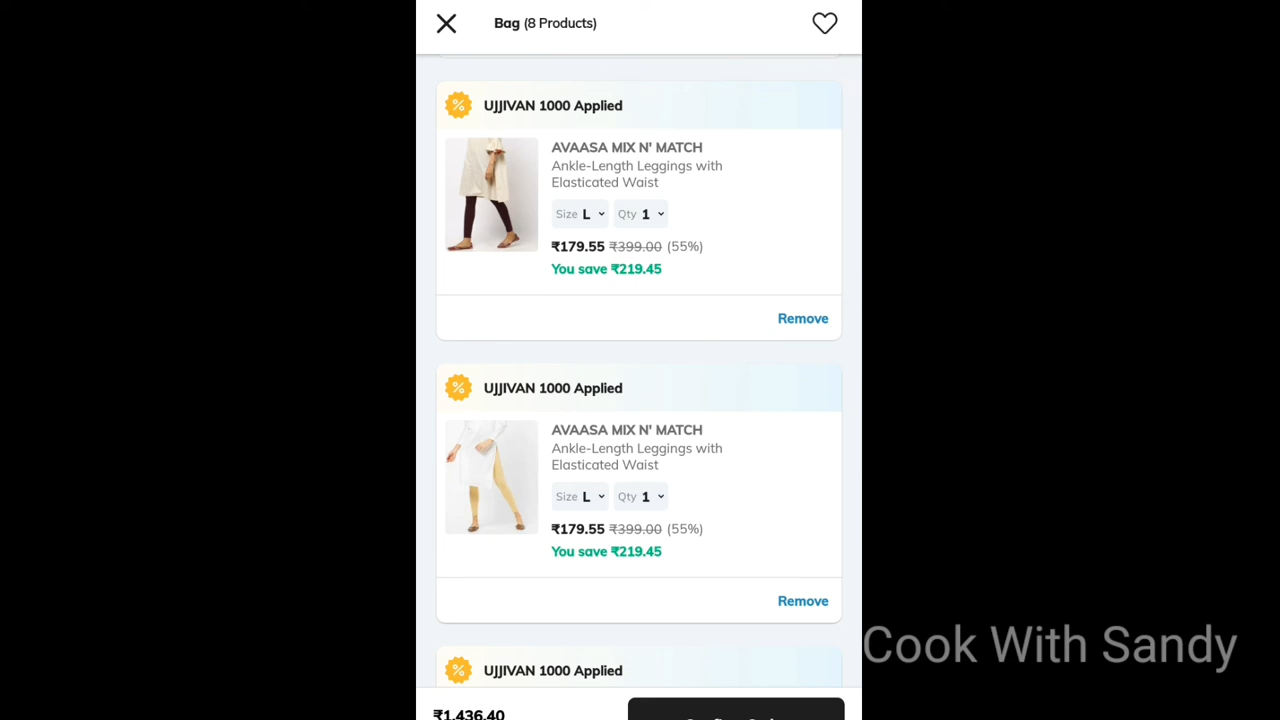 Bag (8 Products)
UJJIVAN 1000 Applied
AVAASA MIX N' MATCH
Ankle-Length Leggings with
Elasticated Waist
Size L Qty 1
₹179.55 ₹399.00 (55%)
You save ₹219.45
Remove
UJJIVAN 1000 Applied
AVAASA MIX N' MATCH
Ankle-Length Leggings with
Elasticated Waist
Size L Qty 1
₹179.55 ₹399.00 (55%)
You save ₹219.45
Remove
Cook With Sandy
UJJIVAN 1000 Applied
₹1,436.40